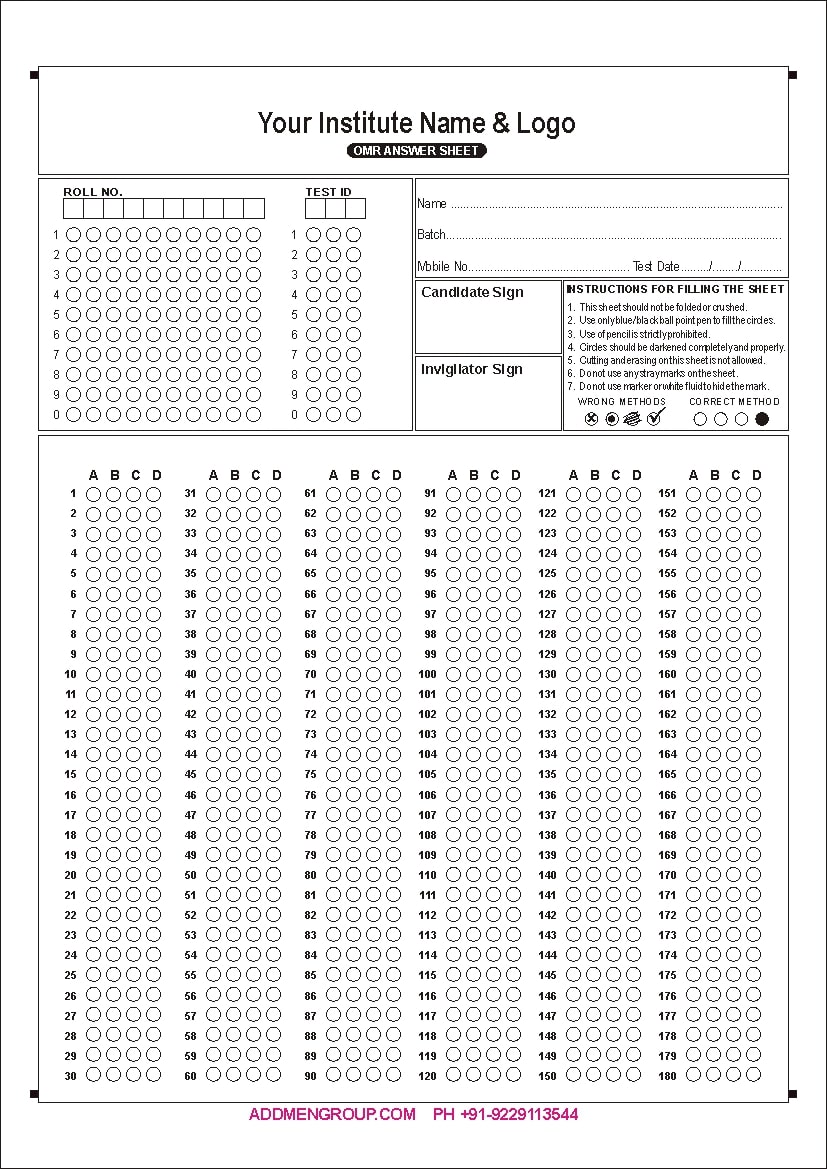 Your Institute Name & Logo
OMR ANSWER SHEET
ROLL NO. TEST ID
1 1
2 2
3 3
4 4
5 5
6 6
7 7
8 8
9 9
0 0
Name ..........................................................................................
Batch..........................................................................................
Mobile No............................................ Test Date......../......./...........
Candidate Sign
Invigilator Sign
INSTRUCTIONS FOR FILLING THE SHEET
1. This sheet should not be folded or crushed.
2. Use only blue/black ball point pen to fill the circles.
3. Use of pencil is strictly prohibited.
4. Circles should be darkened completely and properly.
5. Cutting and erasing on this sheet is not allowed.
6. Do not use any stray marks on the sheet.
7. Do not use marker or white fluid to hide the mark.
WRONG METHODS CORRECT METHOD
A B C D A B C D A B C D A B C D A B C D A B C D
1 31 61 91 121 151
2 32 62 92 122 152
3 33 63 93 123 153
4 34 64 94 124 154
5 35 65 95 125 155
6 36 66 96 126 156
7 37 67 97 127 157
8 38 68 98 128 158
9 39 69 99 129 159
10 40 70 100 130 160
11 41 71 101 131 161
12 42 72 102 132 162
13 43 73 103 133 163
14 44 74 104 134 164
15 45 75 105 135 165
16 46 76 106 136 166
17 47 77 107 137 167
18 48 78 108 138 168
19 49 79 109 139 169
20 50 80 110 140 170
21 51 81 111 141 171
22 52 82 112 142 172
23 53 83 113 143 173
24 54 84 114 144 174
25 55 85 115 145 175
26 56 86 116 146 176
27 57 87 117 147 177
28 58 88 118 148 178
29 59 89 119 149 179
30 60 90 120 150 180
ADDMENGROUP.COM PH +91-9229113544